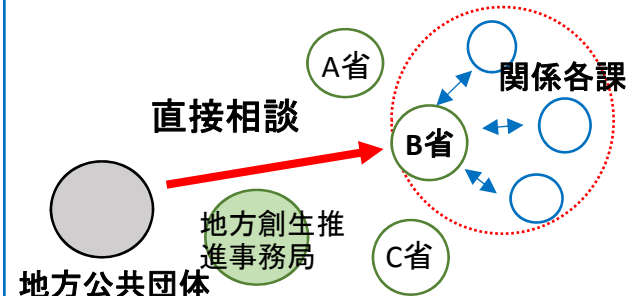 A省
関係各課
直接相談
B省
地方創生推
進事務局
C省
地方公共団体